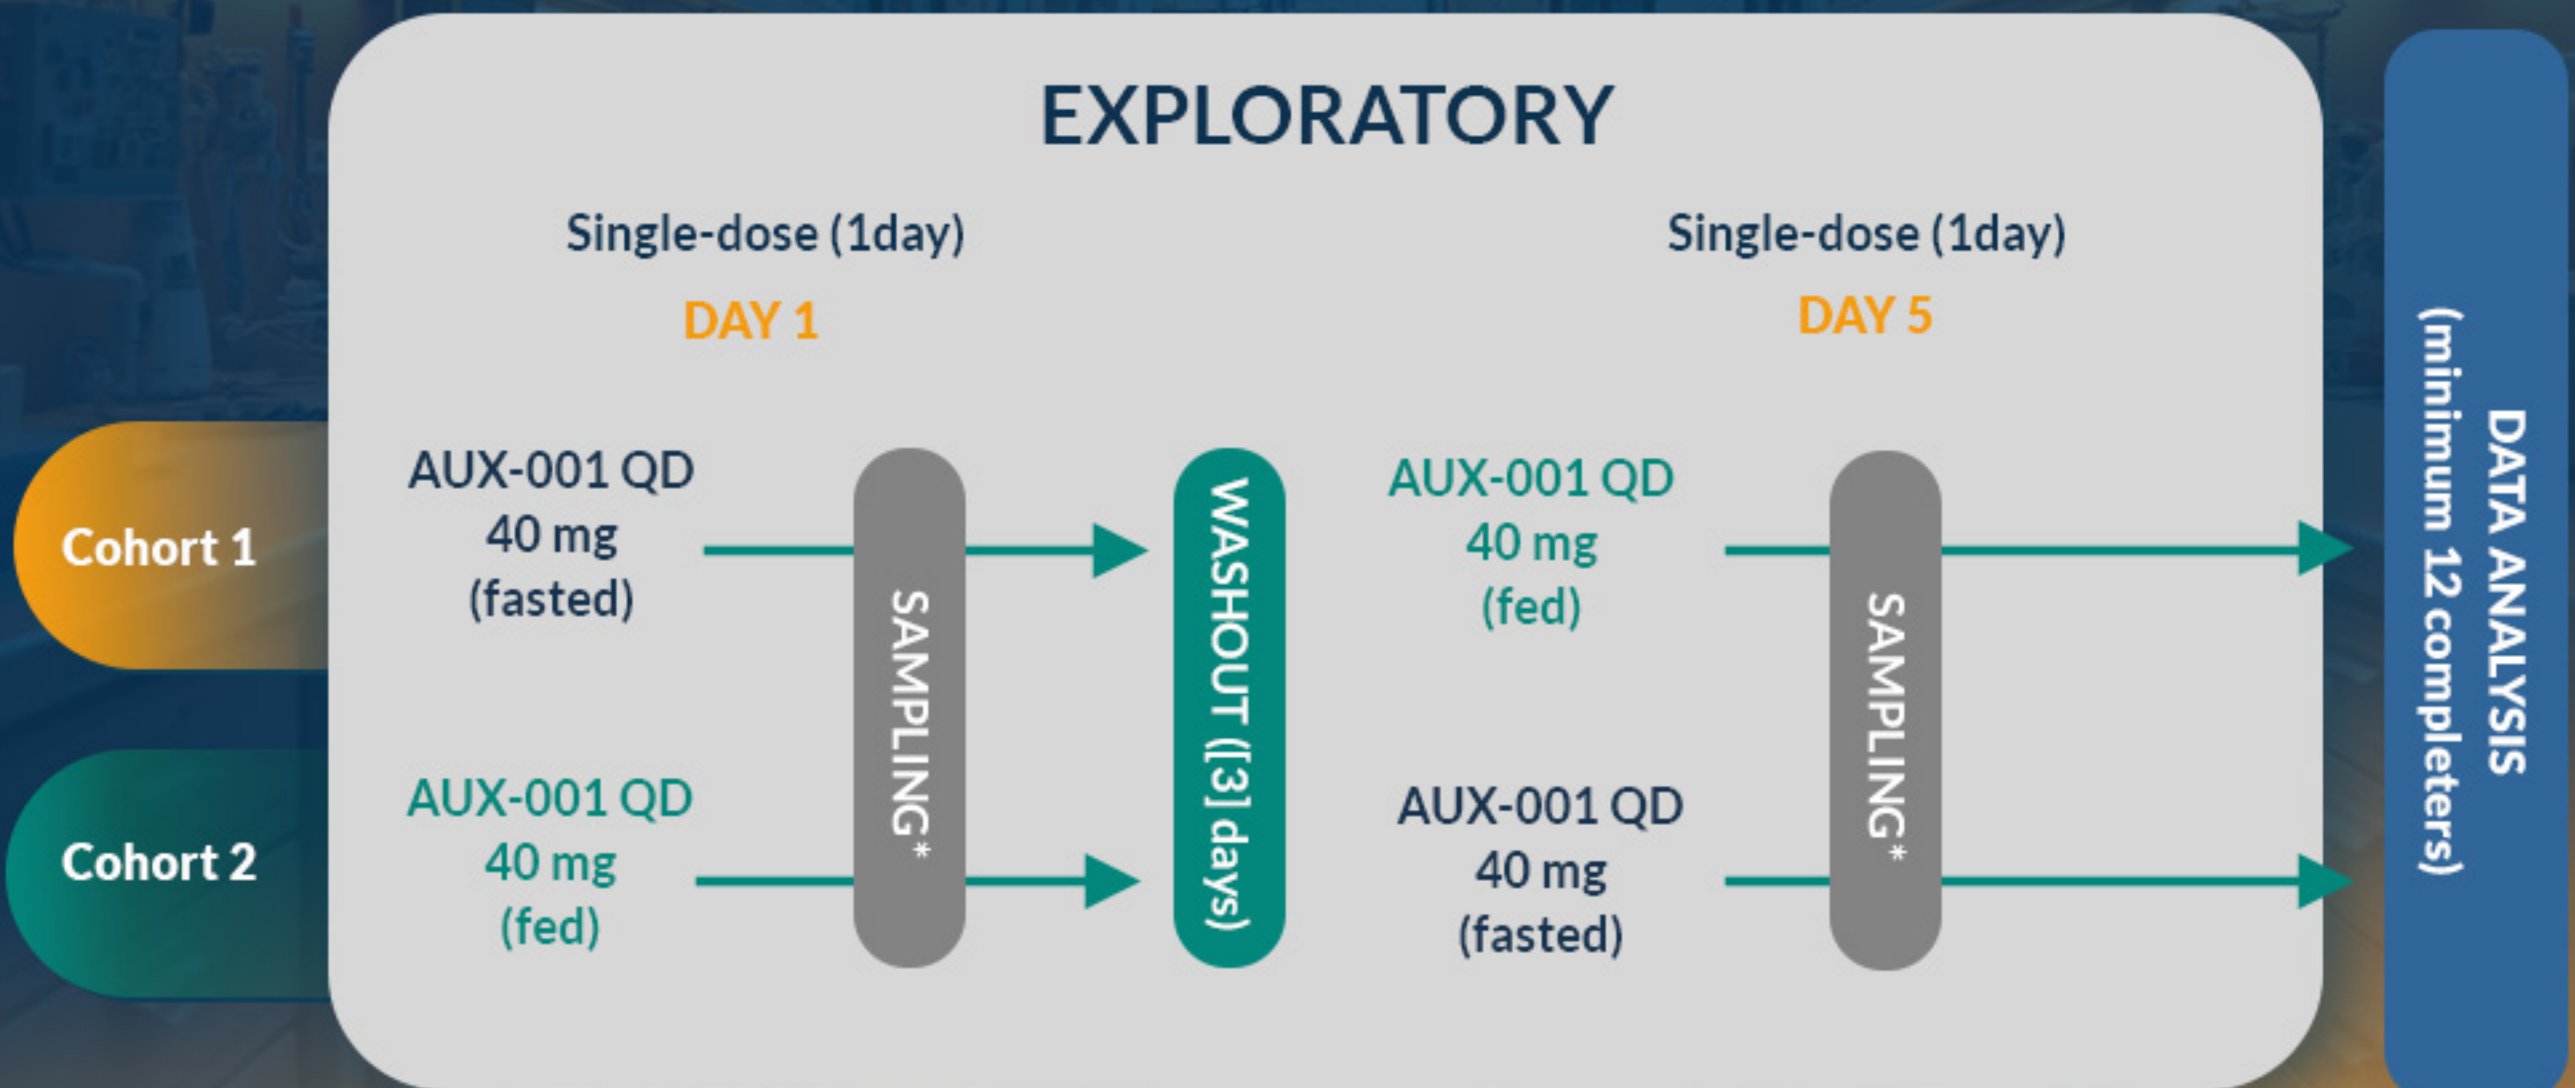 EXPLORATORY
Single-dose (1day)
DAY 1
Single-dose (1day)
DAY 5
Cohort 1
AUX-001 QD
40 mg
(fasted)
AUX-001 QD
40 mg
(fed)
Cohort 2
AUX-001 QD
40 mg
(fed)
AUX-001 QD
40 mg
(fasted)
SAMPLING*
WASHOUT ([3] days)
SAMPLING*
DATA ANALYSIS
(minimum 12 completers)